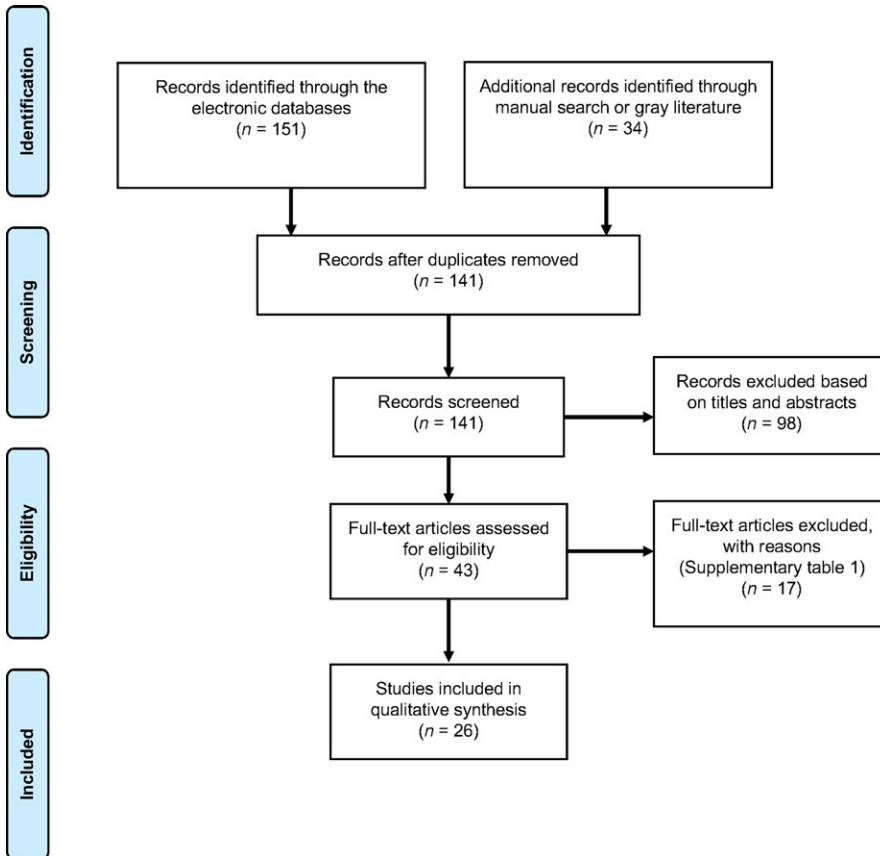 Identification
Records identified through the
electronic databases
(n = 151)
Additional records identified through
manual search or gray literature
(n = 34)
Screening
Records after duplicates removed
(n = 141)
Records screened
(n = 141)
Records excluded based
on titles and abstracts
(n = 98)
Eligibility
Full-text articles assessed
for eligibility
(n = 43)
Full-text articles excluded,
with reasons
(Supplementary table 1)
(n = 17)
Included
Studies included in
qualitative synthesis
(n = 26)